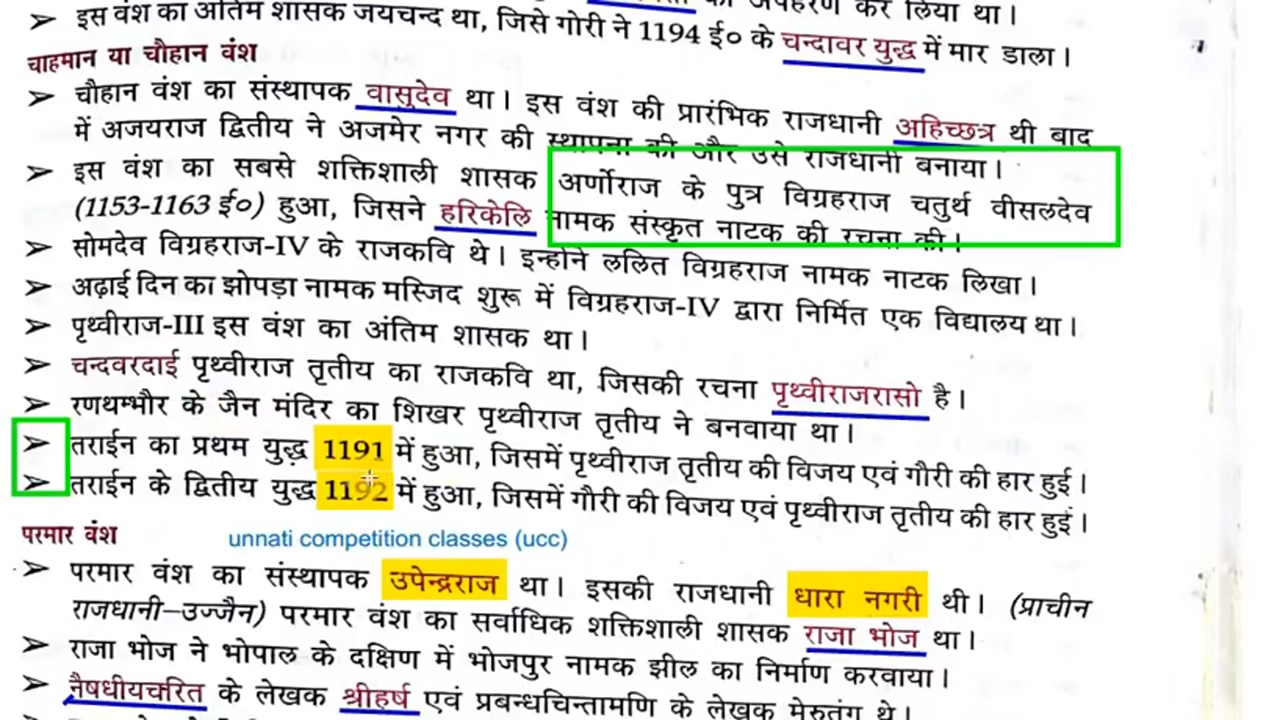 का अपहरण कर लिया था।
➢ इस वंश का अंतिम शासक जयचन्द था, जिसे गोरी ने 1194 ई० के चन्दावर युद्ध में मार डाला।
चाहमान या चौहान वंश
➢ चौहान वंश का संस्थापक वासुदेव था। इस वंश की प्रारंभिक राजधानी अहिच्छत्र थी बाद
में अजयराज द्वितीय ने अजमेर नगर की स्थापना की और उसे राजधानी बनाया।
➢ इस वंश का सबसे शक्तिशाली शासक अर्णोराज के पुत्र विग्रहराज चतुर्थ वीसलदेव
(1153-1163 ई०) हुआ, जिसने हरिकेलि नामक संस्कृत नाटक की रचना की।
➢ सोमदेव विग्रहराज-IV के राजकवि थे। इन्होंने ललित विग्रहराज नामक नाटक लिखा।
➢ अढ़ाई दिन का झोपड़ा नामक मस्जिद शुरू में विग्रहराज-IV द्वारा निर्मित एक विद्यालय था।
➢ पृथ्वीराज-III इस वंश का अंतिम शासक था।
➢ चन्दवरदाई पृथ्वीराज तृतीय का राजकवि था, जिसकी रचना पृथ्वीराजरासो है।
➢ रणथम्भौर के जैन मंदिर का शिखर पृथ्वीराज तृतीय ने बनवाया था।
➢ तराईन का प्रथम युद्ध 1191 में हुआ, जिसमें पृथ्वीराज तृतीय की विजय एवं गौरी की हार हुई।
➢ तराईन के द्वितीय युद्ध 1192 में हुआ, जिसमें गौरी की विजय एवं पृथ्वीराज तृतीय की हार हुई।
परमार वंश unnati competition classes (ucc)
➢ परमार वंश का संस्थापक उपेन्द्रराज था। इसकी राजधानी धारा नगरी थी। (प्राचीन
राजधानी–उज्जैन) परमार वंश का सर्वाधिक शक्तिशाली शासक राजा भोज था।
➢ राजा भोज ने भोपाल के दक्षिण में भोजपुर नामक झील का निर्माण करवाया।
➢ नैषधीयचरित के लेखक श्रीहर्ष एवं प्रबन्धचिन्तामणि के लेखक मेरुतुंग थे।